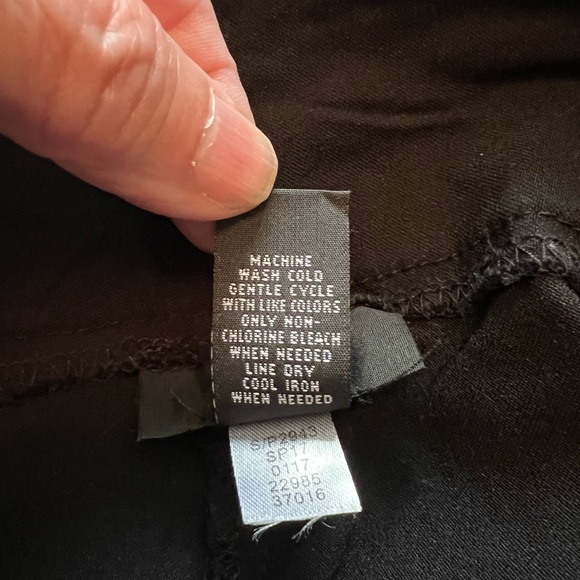 MACHINE
WASH COLD
GENTLE CYCLE
WITH LIKE COLORS
ONLY NON-
CHLORINE BLEACH
WHEN NEEDED
LINE DRY
COOL IRON
WHEN NEEDED
S/P2943
SP17
0117
22985
37016